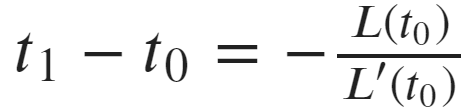 t₁ − t₀ = − L(t₀) / L′(t₀)